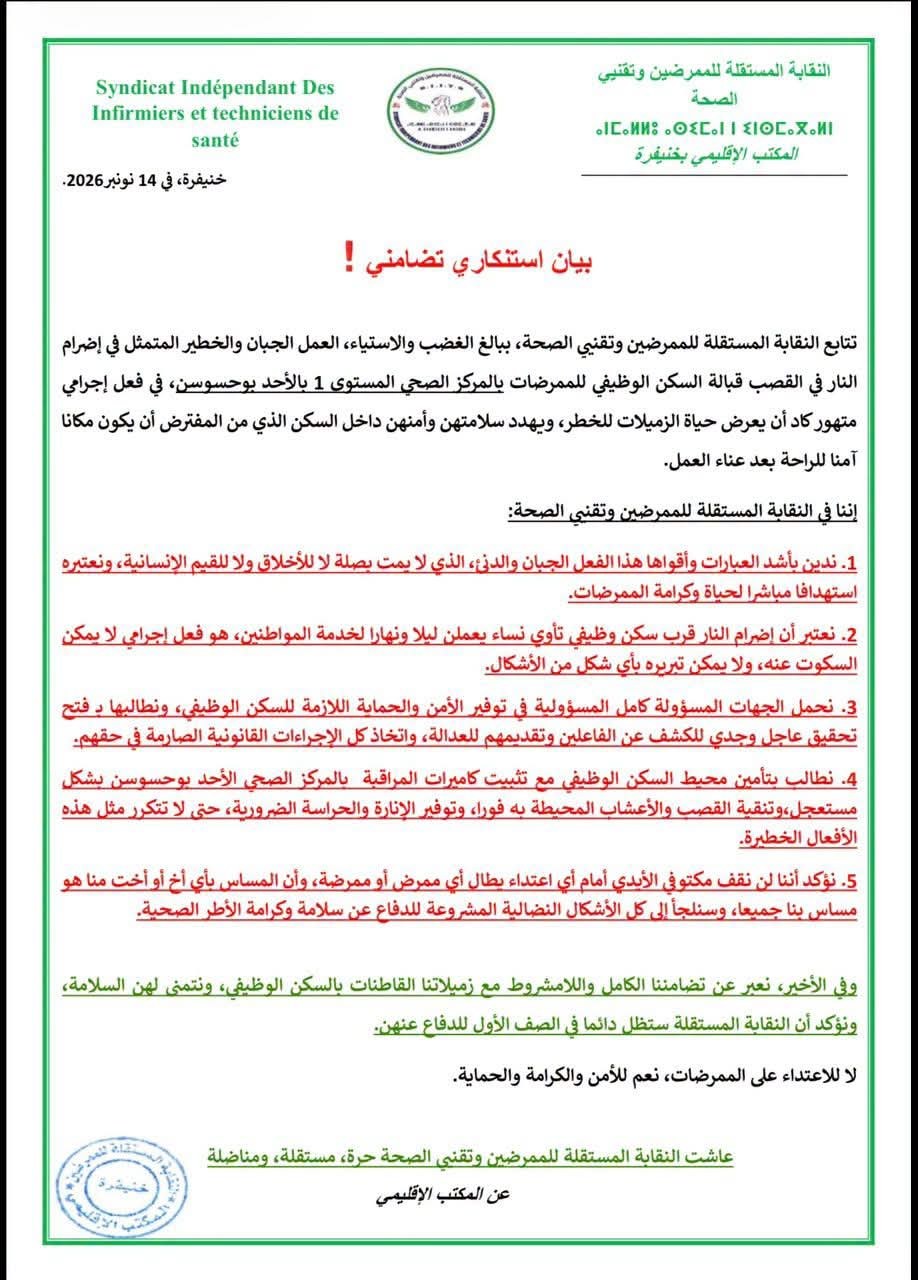 النقابة المستقلة للممرضين وتقنيي
الصحة
ⴰⵏⵎⵍⵍⵓ ⴰⵙⵉⵎⴰⵏ ⵏ ⵉⵏⵙⵎⴰⴳⵍⵏ
المكتب الإقليمي بخنيفرة
Syndicat Indépendant Des
Infirmiers et techniciens de
santé
خنيفرة، في 14 نونبر 2026.
بيان استنكاري تضامني !
تتابع النقابة المستقلة للممرضين وتقنيي الصحة، ببالغ الغضب والاستياء، العمل الجبان والخطير المتمثل في إضرام
النار في القصب قبالة السكن الوظيفي للممرضات بالمركز الصحي المستوى 1 بالأحد بوحسوسن، في فعل إجرامي
متهور كاد أن يعرض حياة الزميلات للخطر، ويهدد سلامتهن وأمنهن داخل السكن الذي من المفترض أن يكون مكانا
آمنا للراحة بعد عناء العمل.
إننا في النقابة المستقلة للممرضين وتقنيي الصحة:
1. ندين بأشد العبارات وأقواها هذا الفعل الجبان والدنئ، الذي لا يمت بصلة لا للأخلاق ولا للقيم الإنسانية، ونعتبره
استهدافا مباشرا لحياة وكرامة الممرضات.
2. نعتبر أن إضرام النار قرب سكن وظيفي تأوي نساء يعملن ليلا ونهارا لخدمة المواطنين، هو فعل إجرامي لا يمكن
السكوت عنه، ولا يمكن تبريره بأي شكل من الأشكال.
3. نحمل الجهات المسؤولة كامل المسؤولية في توفير الأمن والحماية اللازمة للسكن الوظيفي، ونطالبها بـ فتح
تحقيق عاجل وجدي للكشف عن الفاعلين وتقديمهم للعدالة، واتخاذ كل الإجراءات القانونية الصارمة في حقهم.
4. نطالب بتأمين محيط السكن الوظيفي مع تثبيت كاميرات المراقبة بالمركز الصحي الأحد بوحسوسن بشكل
مستعجل،وتنقية القصب والأعشاب المحيطة به فورا، وتوفير الإنارة والحراسة الضرورية، حتى لا تتكرر مثل هذه
الأفعال الخطيرة.
5. نؤكد أننا لن نقف مكتوفي الأيدي أمام أي اعتداء يطال أي ممرض أو ممرضة، وأن المساس بأي أخ أو أخت منا هو
مساس بنا جميعا، وسنلجأ إلى كل الأشكال النضالية المشروعة للدفاع عن سلامة وكرامة الأطر الصحية.
وفي الأخير، نعبر عن تضامننا الكامل واللامشروط مع زميلاتنا القاطنات بالسكن الوظيفي، ونتمنى لهن السلامة،
ونؤكد أن النقابة المستقلة ستظل دائما في الصف الأول للدفاع عنهن.
لا للاعتداء على الممرضات، نعم للأمن والكرامة والحماية.
عاشت النقابة المستقلة للممرضين وتقنيي الصحة حرة، مستقلة، ومناضلة
عن المكتب الإقليمي
النقابة المستقلة للممرضين
خنيفرة
المكتب الإقليمي